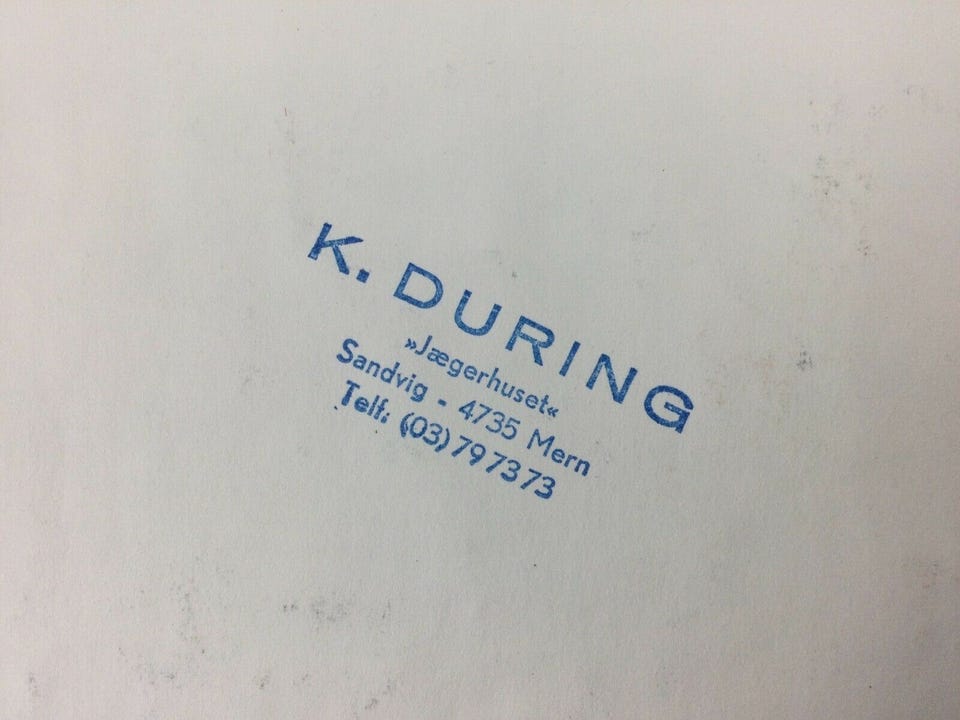 K. DURING
»Jægerhuset«
Sandvig - 4735 Mern
Telf: (03) 79 73 73